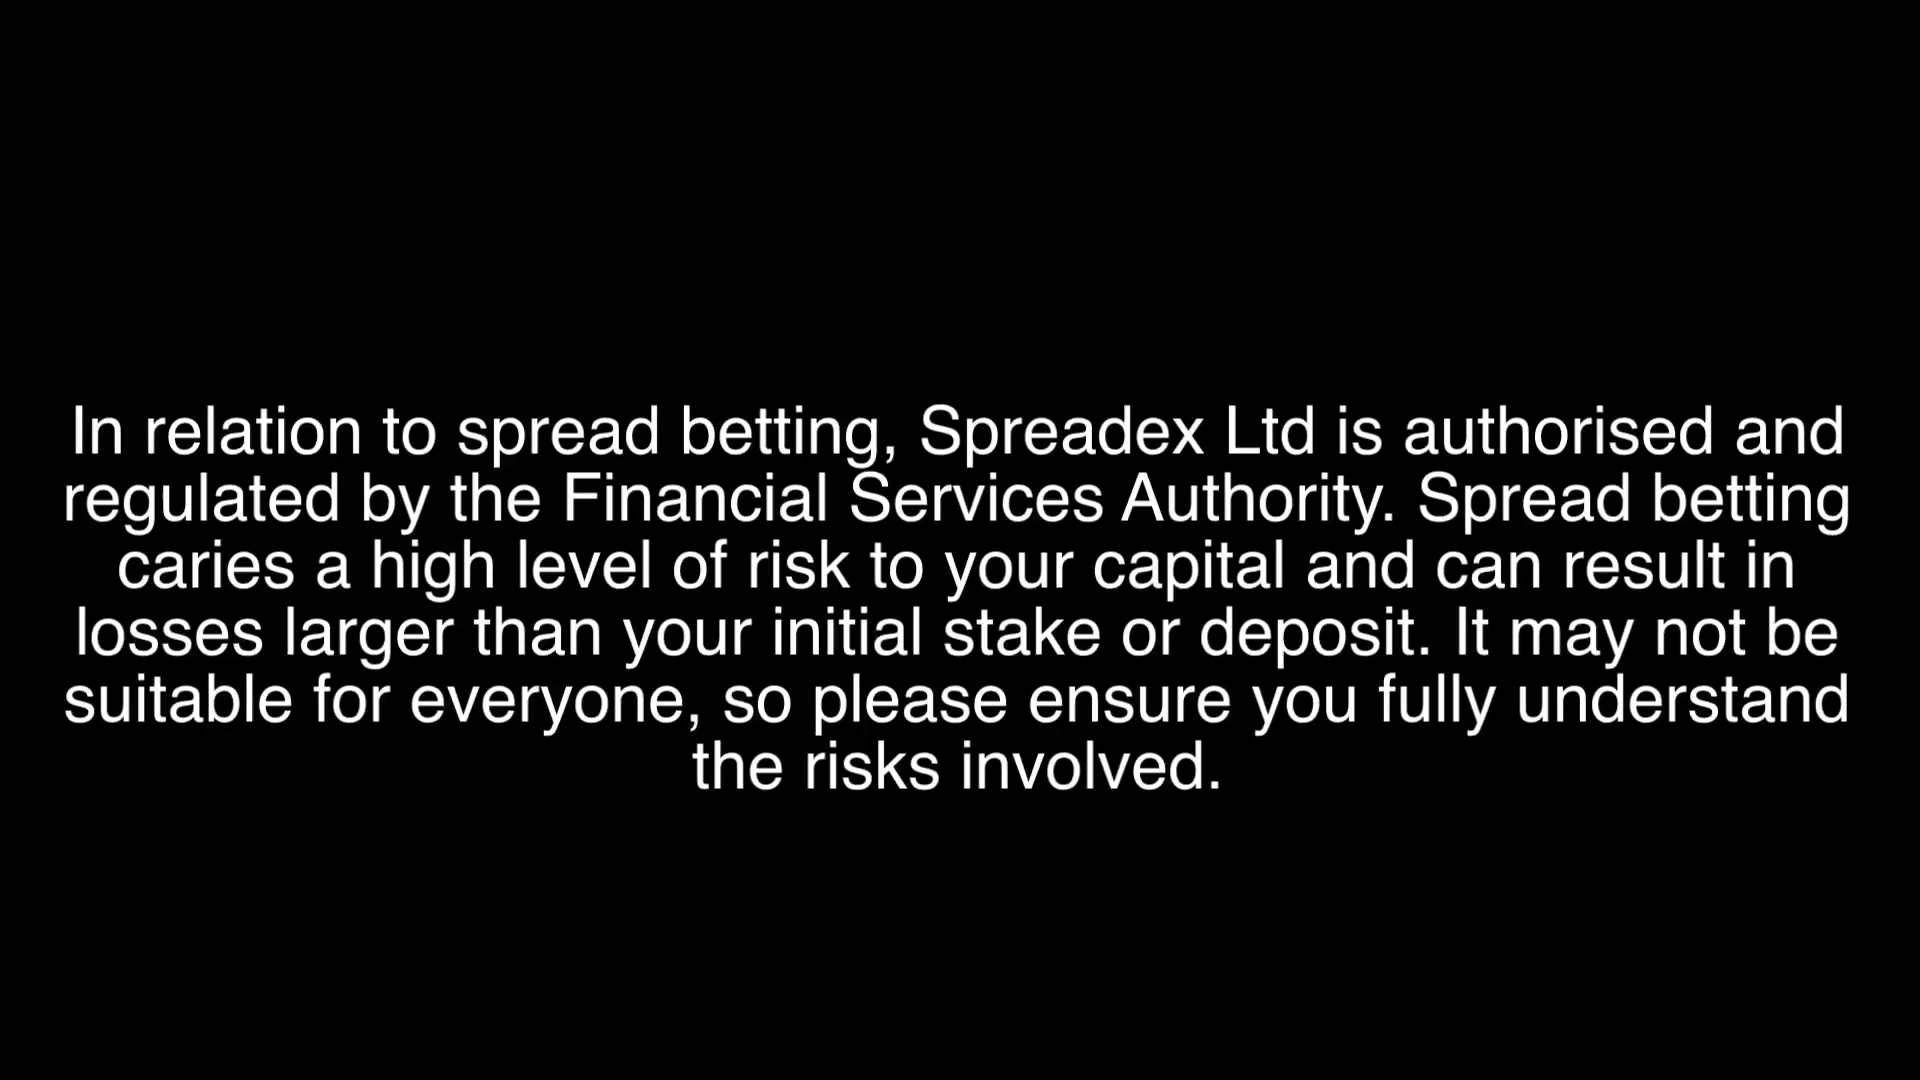 In relation to spread betting, Spreadex Ltd is authorised and
regulated by the Financial Services Authority. Spread betting
caries a high level of risk to your capital and can result in
losses larger than your initial stake or deposit. It may not be
suitable for everyone, so please ensure you fully understand
the risks involved.